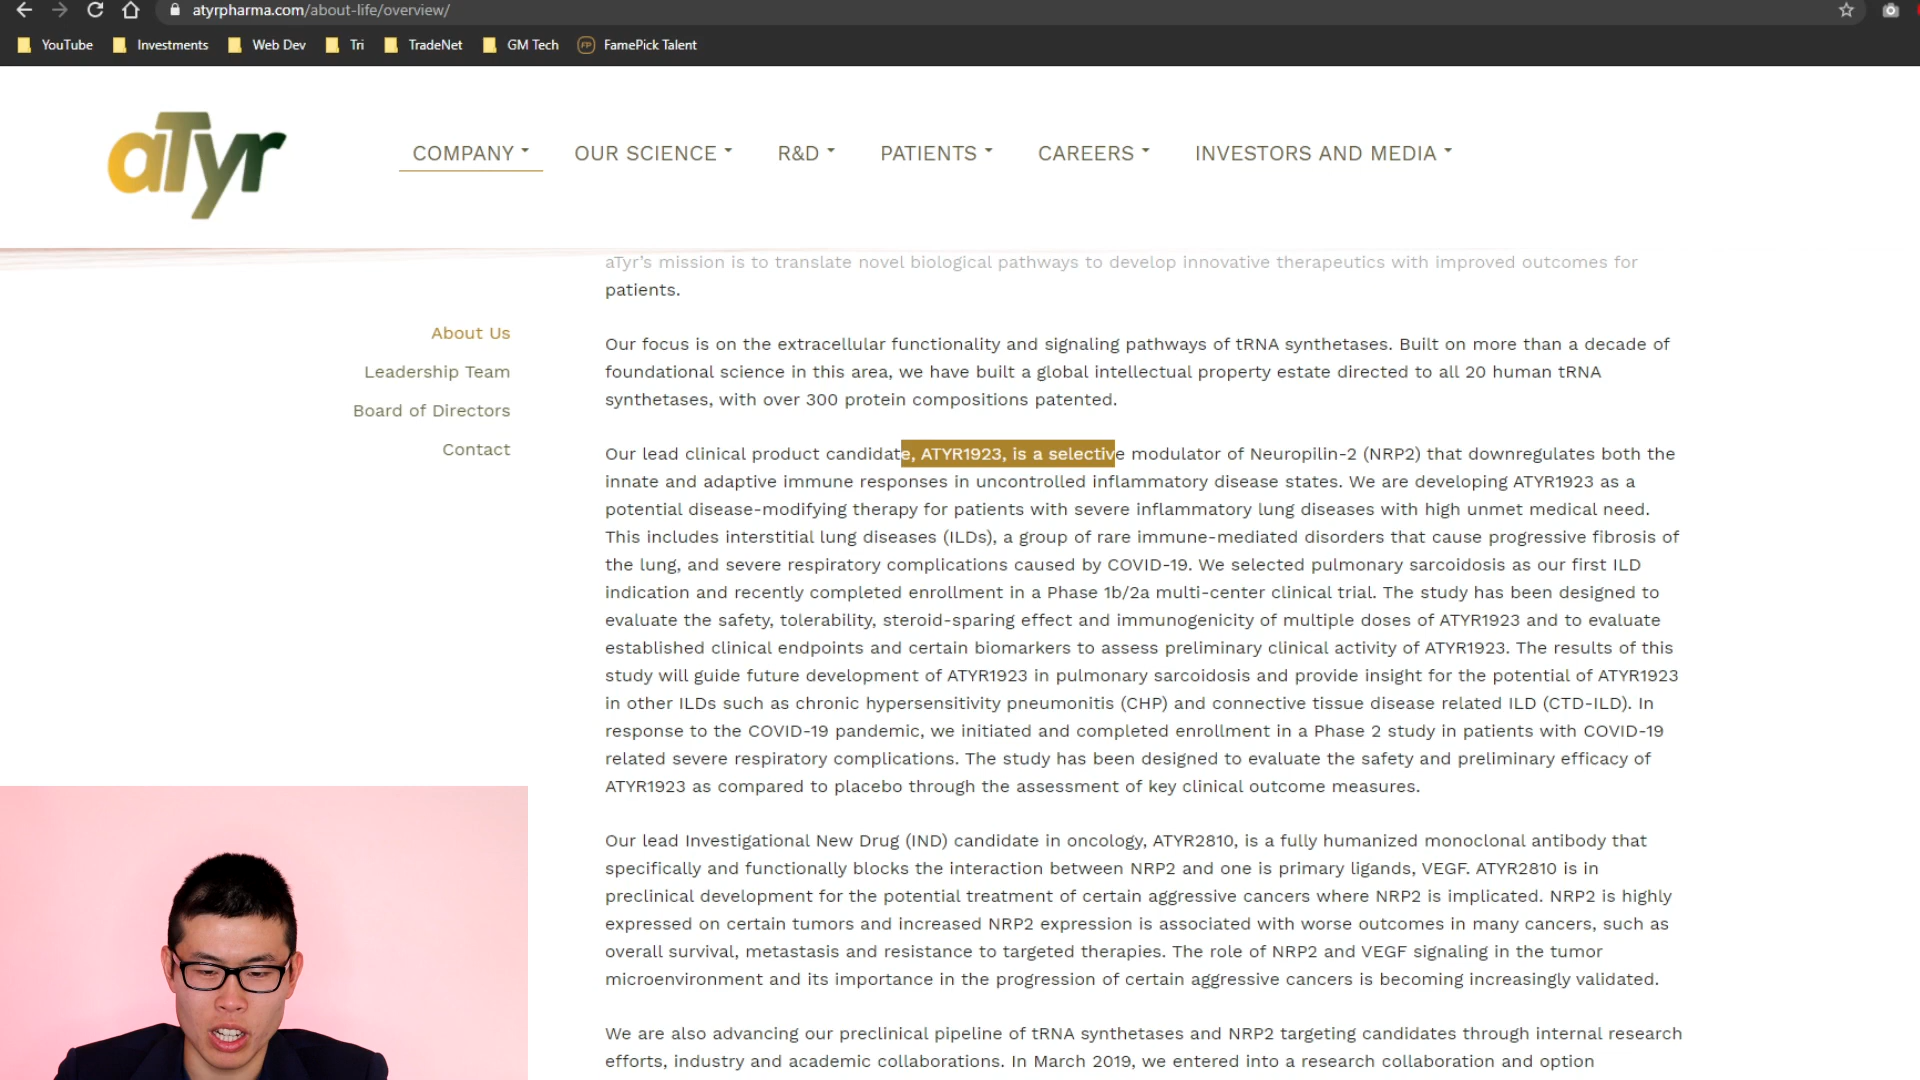 atyrpharma.com/about-life/overview/
YouTube Investments Web Dev Tri TradeNet GM Tech FP FamePick Talent
aTyr
COMPANY OUR SCIENCE R&D PATIENTS CAREERS INVESTORS AND MEDIA
aTyr's mission is to translate novel biological pathways to develop innovative therapeutics with improved outcomes for
patients.
About Us
Leadership Team
Board of Directors
Contact
Our focus is on the extracellular functionality and signaling pathways of tRNA synthetases. Built on more than a decade of
foundational science in this area, we have built a global intellectual property estate directed to all 20 human tRNA
synthetases, with over 300 protein compositions patented.
Our lead clinical product candidate, ATYR1923, is a selective modulator of Neuropilin-2 (NRP2) that downregulates both the
innate and adaptive immune responses in uncontrolled inflammatory disease states. We are developing ATYR1923 as a
potential disease-modifying therapy for patients with severe inflammatory lung diseases with high unmet medical need.
This includes interstitial lung diseases (ILDs), a group of rare immune-mediated disorders that cause progressive fibrosis of
the lung, and severe respiratory complications caused by COVID-19. We selected pulmonary sarcoidosis as our first ILD
indication and recently completed enrollment in a Phase 1b/2a multi-center clinical trial. The study has been designed to
evaluate the safety, tolerability, steroid-sparing effect and immunogenicity of multiple doses of ATYR1923 and to evaluate
established clinical endpoints and certain biomarkers to assess preliminary clinical activity of ATYR1923. The results of this
study will guide future development of ATYR1923 in pulmonary sarcoidosis and provide insight for the potential of ATYR1923
in other ILDs such as chronic hypersensitivity pneumonitis (CHP) and connective tissue disease related ILD (CTD-ILD). In
response to the COVID-19 pandemic, we initiated and completed enrollment in a Phase 2 study in patients with COVID-19
related severe respiratory complications. The study has been designed to evaluate the safety and preliminary efficacy of
ATYR1923 as compared to placebo through the assessment of key clinical outcome measures.
Our lead Investigational New Drug (IND) candidate in oncology, ATYR2810, is a fully humanized monoclonal antibody that
specifically and functionally blocks the interaction between NRP2 and one is primary ligands, VEGF. ATYR2810 is in
preclinical development for the potential treatment of certain aggressive cancers where NRP2 is implicated. NRP2 is highly
expressed on certain tumors and increased NRP2 expression is associated with worse outcomes in many cancers, such as
overall survival, metastasis and resistance to targeted therapies. The role of NRP2 and VEGF signaling in the tumor
microenvironment and its importance in the progression of certain aggressive cancers is becoming increasingly validated.
We are also advancing our preclinical pipeline of tRNA synthetases and NRP2 targeting candidates through internal research
efforts, industry and academic collaborations. In March 2019, we entered into a research collaboration and option